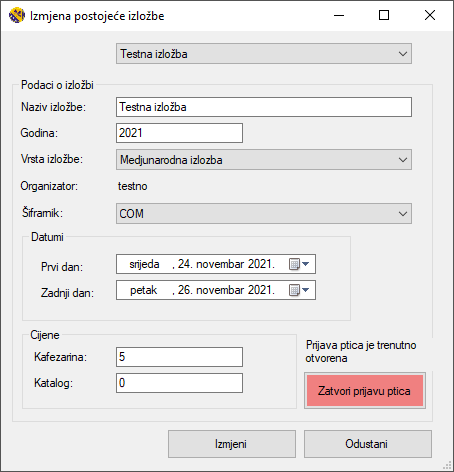 Izmjena postojeće izložbe
Testna izložba
Podaci o izložbi
Naziv izložbe: Testna izložba
Godina: 2021
Vrsta izložbe: Medjunarodna izlozba
Organizator: testno
Šifrarnik: COM
Datumi
Prvi dan: srijeda , 24. novembar 2021.
Zadnji dan: petak , 26. novembar 2021.
Cijene
Kafezarina: 5
Katalog: 0
Prijava ptica je trenutno
otvorena
Zatvori prijavu ptica
Izmjeni Odustani